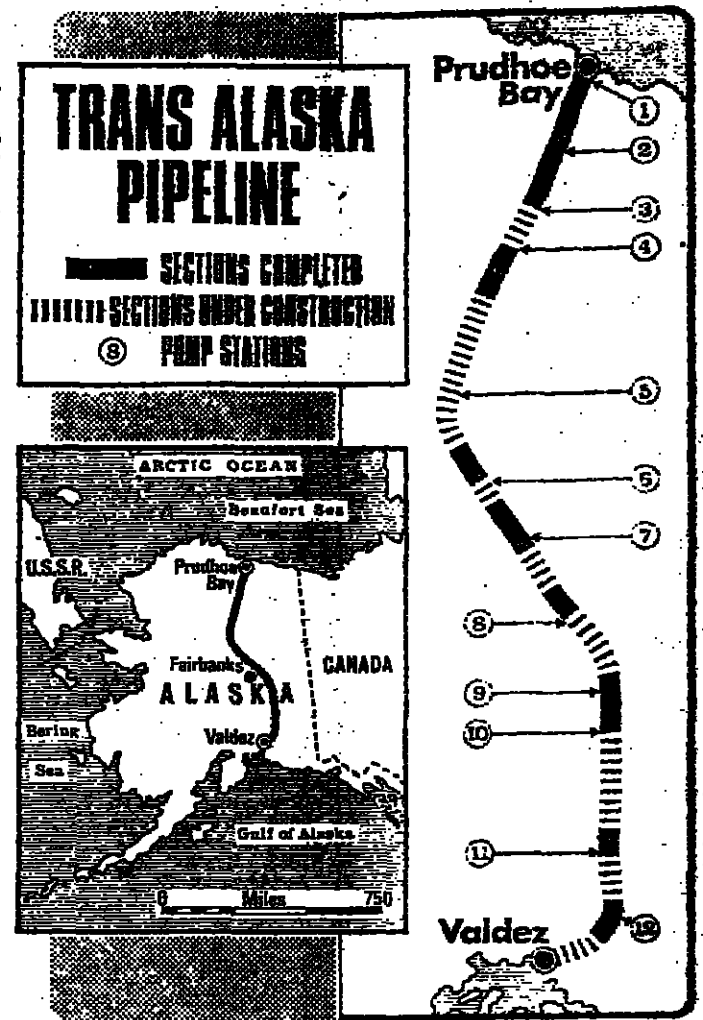 TRANS ALASKA
PIPELINE
SECTIONS COMPLETED
SECTIONS UNDER CONSTRUCTION
8 PUMP STATIONS
Prudhoe
Bay
1
2
3
4
5
5
7
8
9
10
11
12
Valdez
ARCTIC OCEAN
Beaufort Sea
U.S.S.R.
Prudhoe
Bay
Fairbanks
CANADA
ALASKA
Bering
Sea
Valdez
Gulf of Alaska
0 Miles 750